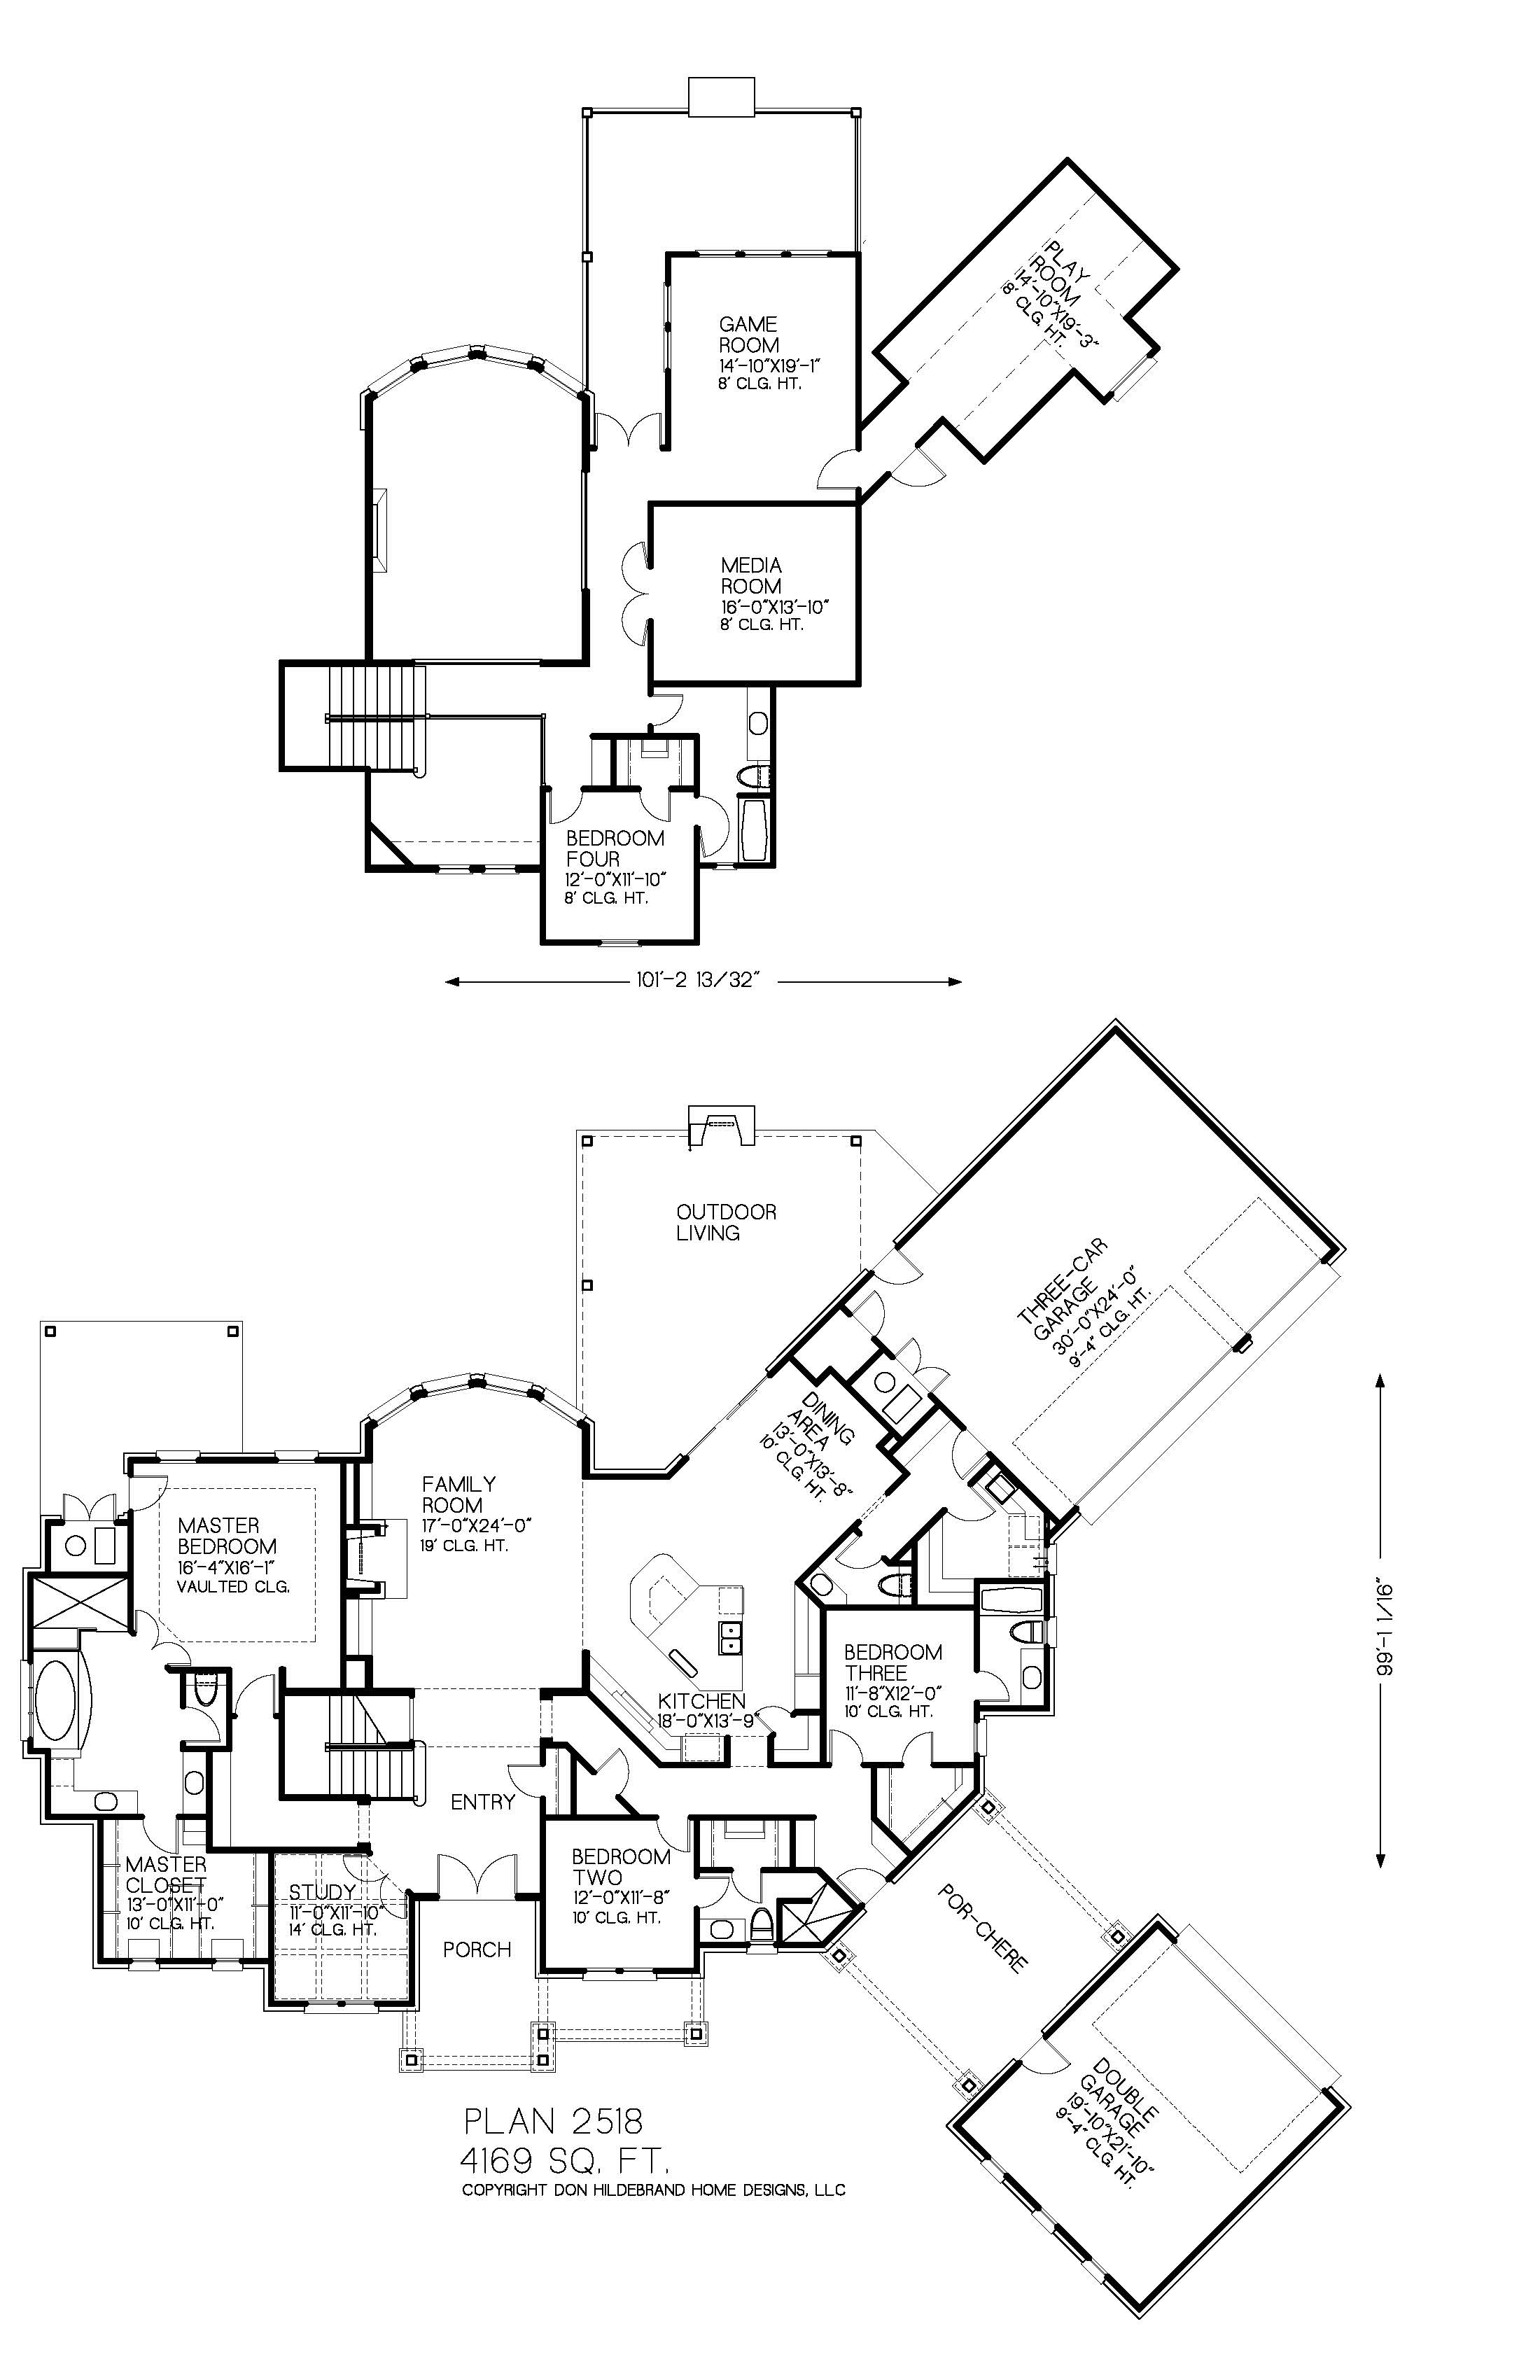 PLAY
ROOM
14'-10"X19'-3"
8' CLG. HT.
GAME
ROOM
14'-10"X19'-1"
8' CLG. HT.
MEDIA
ROOM
16'-0"X13'-10"
8' CLG. HT.
BEDROOM
FOUR
12'-0"X11'-10"
8' CLG. HT.
101'-2 13/32"
OUTDOOR
LIVING
THREE-CAR
GARAGE
30'-0"X24'-0"
9'-4" CLG. HT.
DINING
AREA
13'-0"X13'-8"
10' CLG. HT.
FAMILY
ROOM
17'-0"X24'-0"
19' CLG. HT.
MASTER
BEDROOM
16'-4"X16'-1"
VAULTED CLG.
99'-1 1/16"
BEDROOM
THREE
11'-8"X12'-0"
10' CLG. HT.
KITCHEN
18'-0"X13'-9"
ENTRY
MASTER
CLOSET
13'-0"X11'-0"
10' CLG. HT.
STUDY
11'-0"X11'-10"
14' CLG. HT.
BEDROOM
TWO
12'-0"X11'-8"
10' CLG. HT.
PORCH
POR-CHERE
DOUBLE
GARAGE
19'-10"X21'-10"
9'-4" CLG. HT.
PLAN 2518
4169 SQ. FT.
COPYRIGHT DON HILDEBRAND HOME DESIGNS, LLC